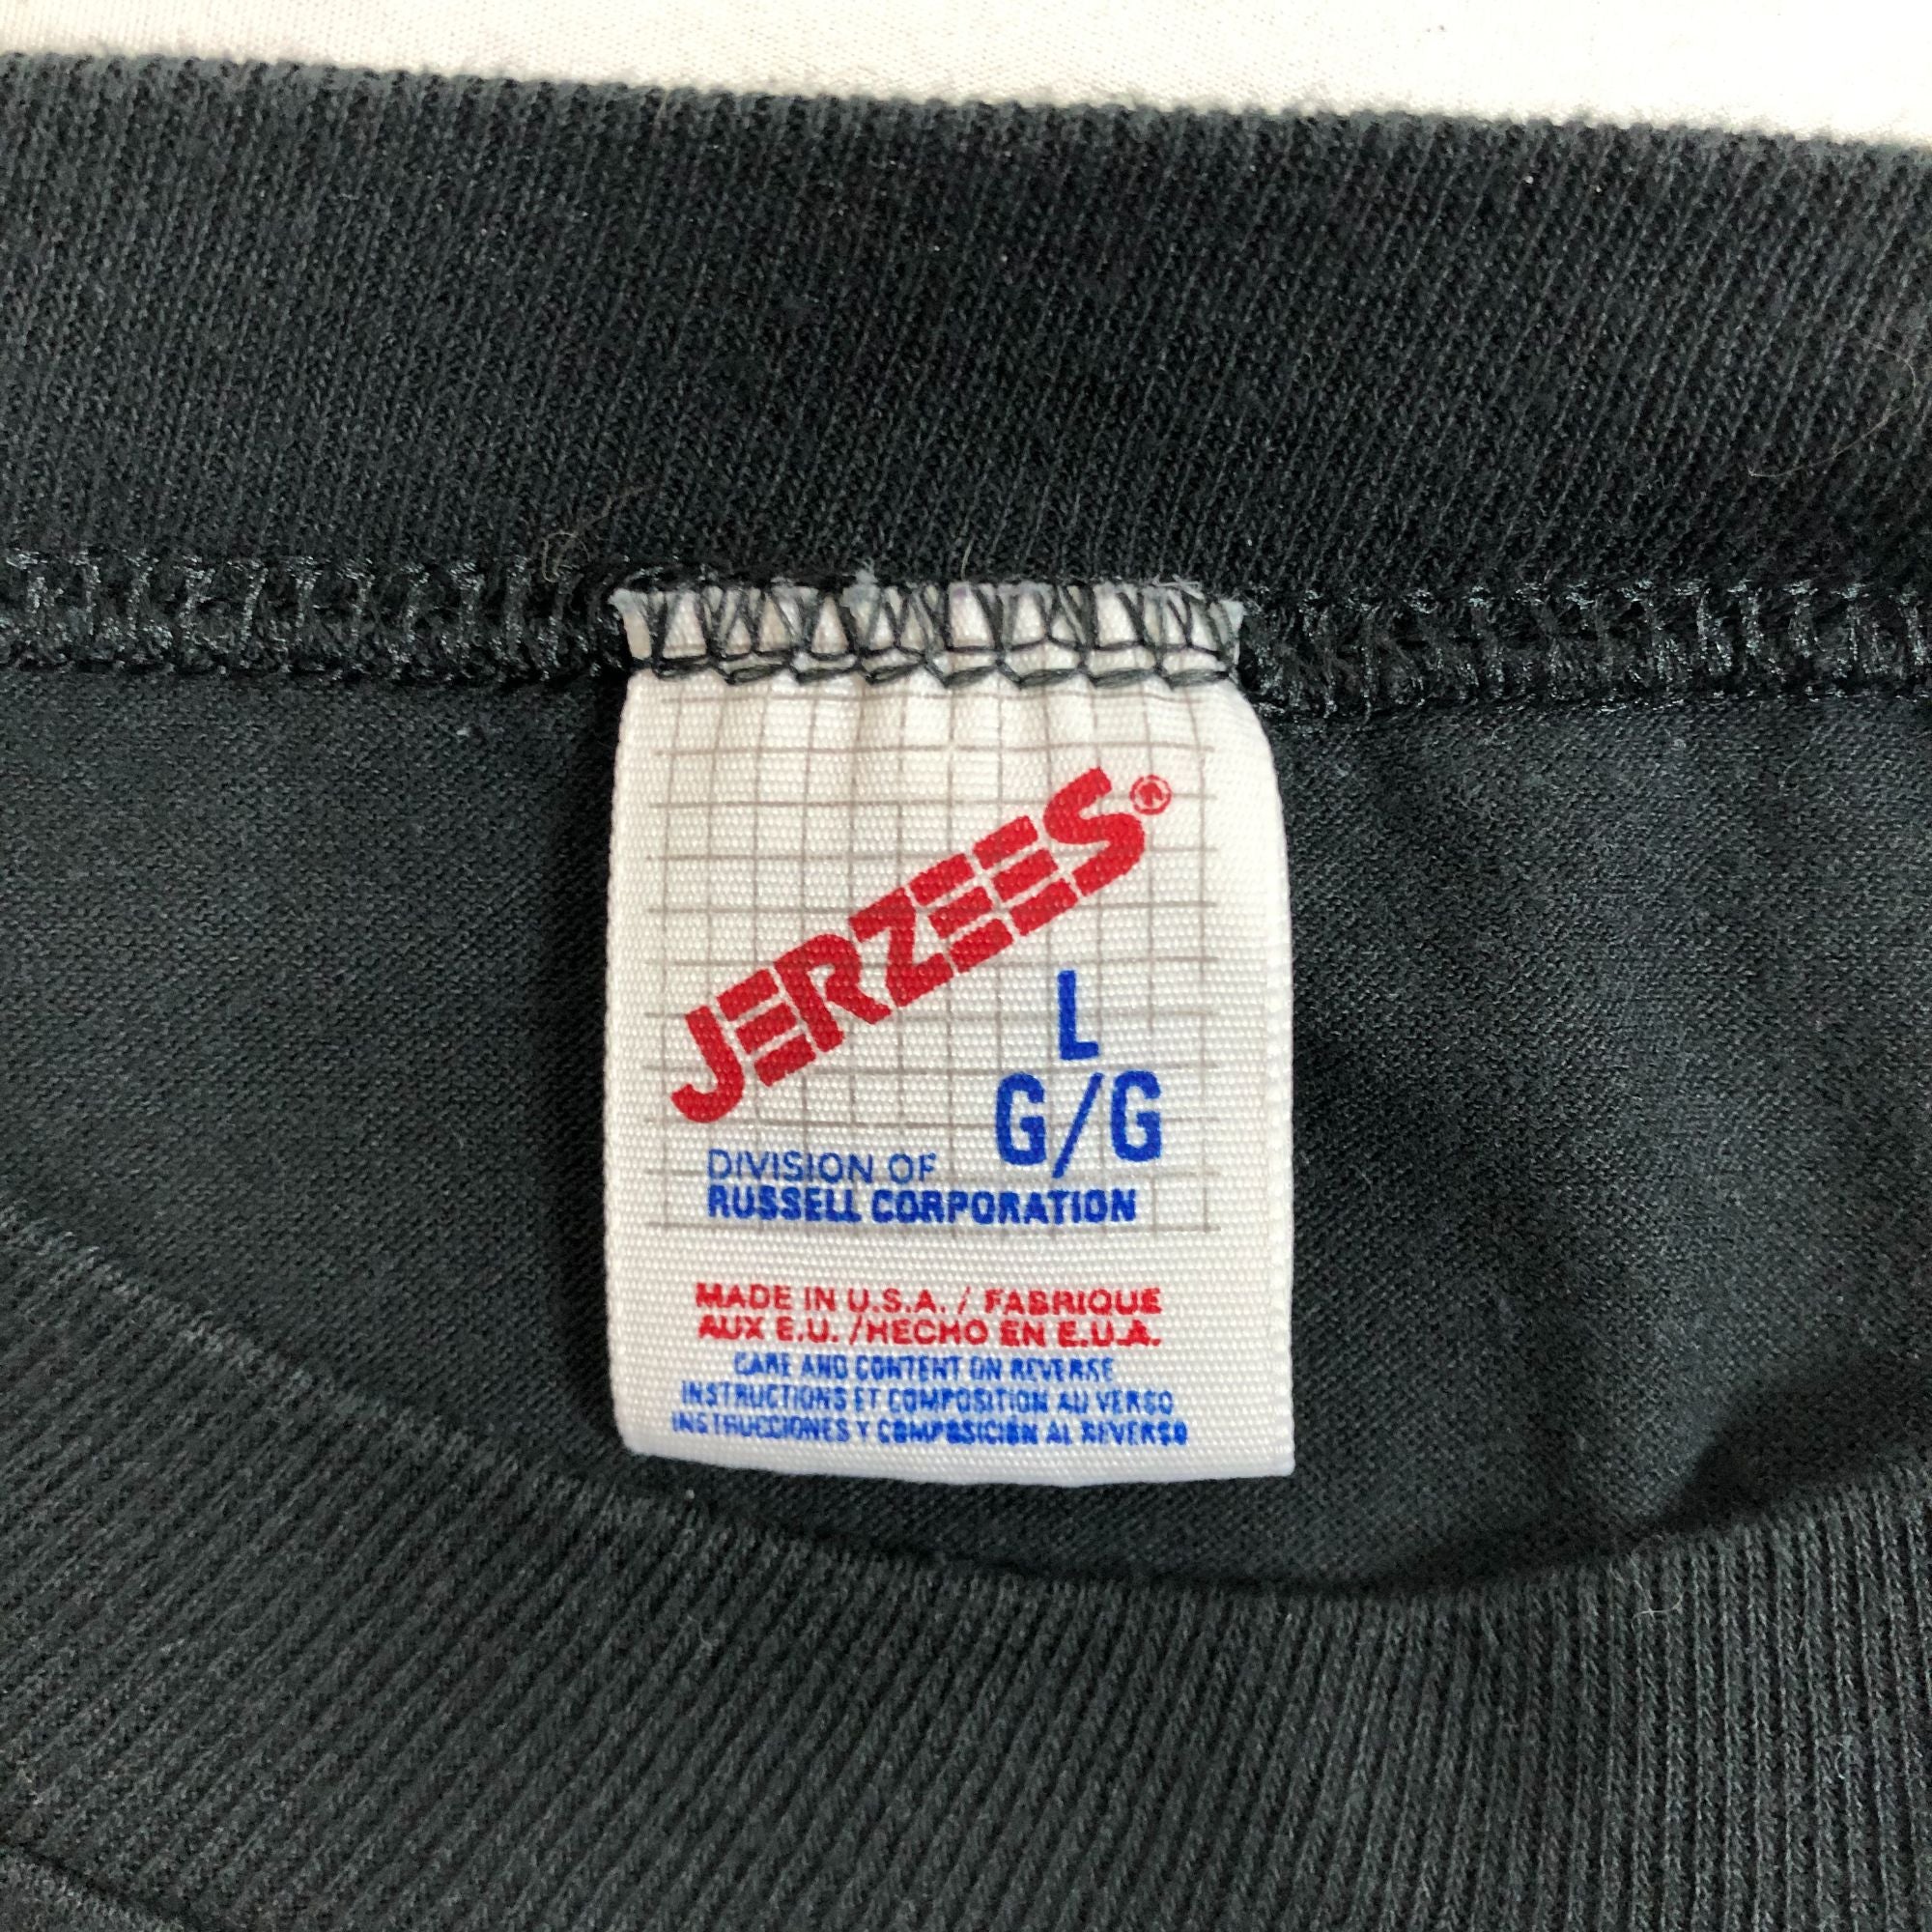 JERZEES®
L
G/G
DIVISION OF
RUSSELL CORPORATION
MADE IN U.S.A. / FABRIQUE
AUX E.U. /HECHO EN E.U.A.
CARE AND CONTENT ON REVERSE
INSTRUCTIONS ET COMPOSITION AU VERSO
INSTRUCCIONES Y COMPOSICIÓN AL REVERSO